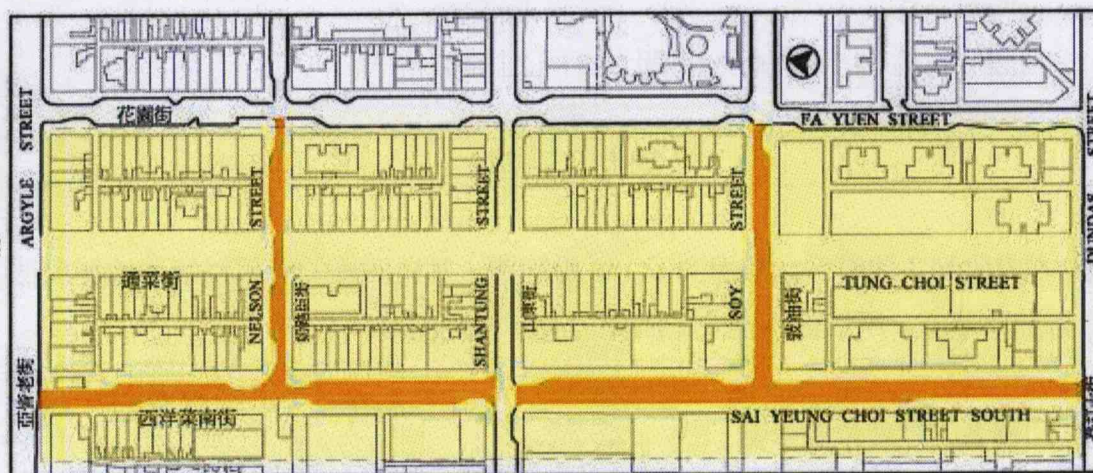 花園街
FA YUEN STREET
ARGYLE STREET
亞皆老街
通菜街
TUNG CHOI STREET
NELSON STREET
奶路臣街
SHANTUNG STREET
山東街
SOY STREET
豉油街
DUNDAS STREET
西洋菜南街
SAI YEUNG CHOI STREET SOUTH